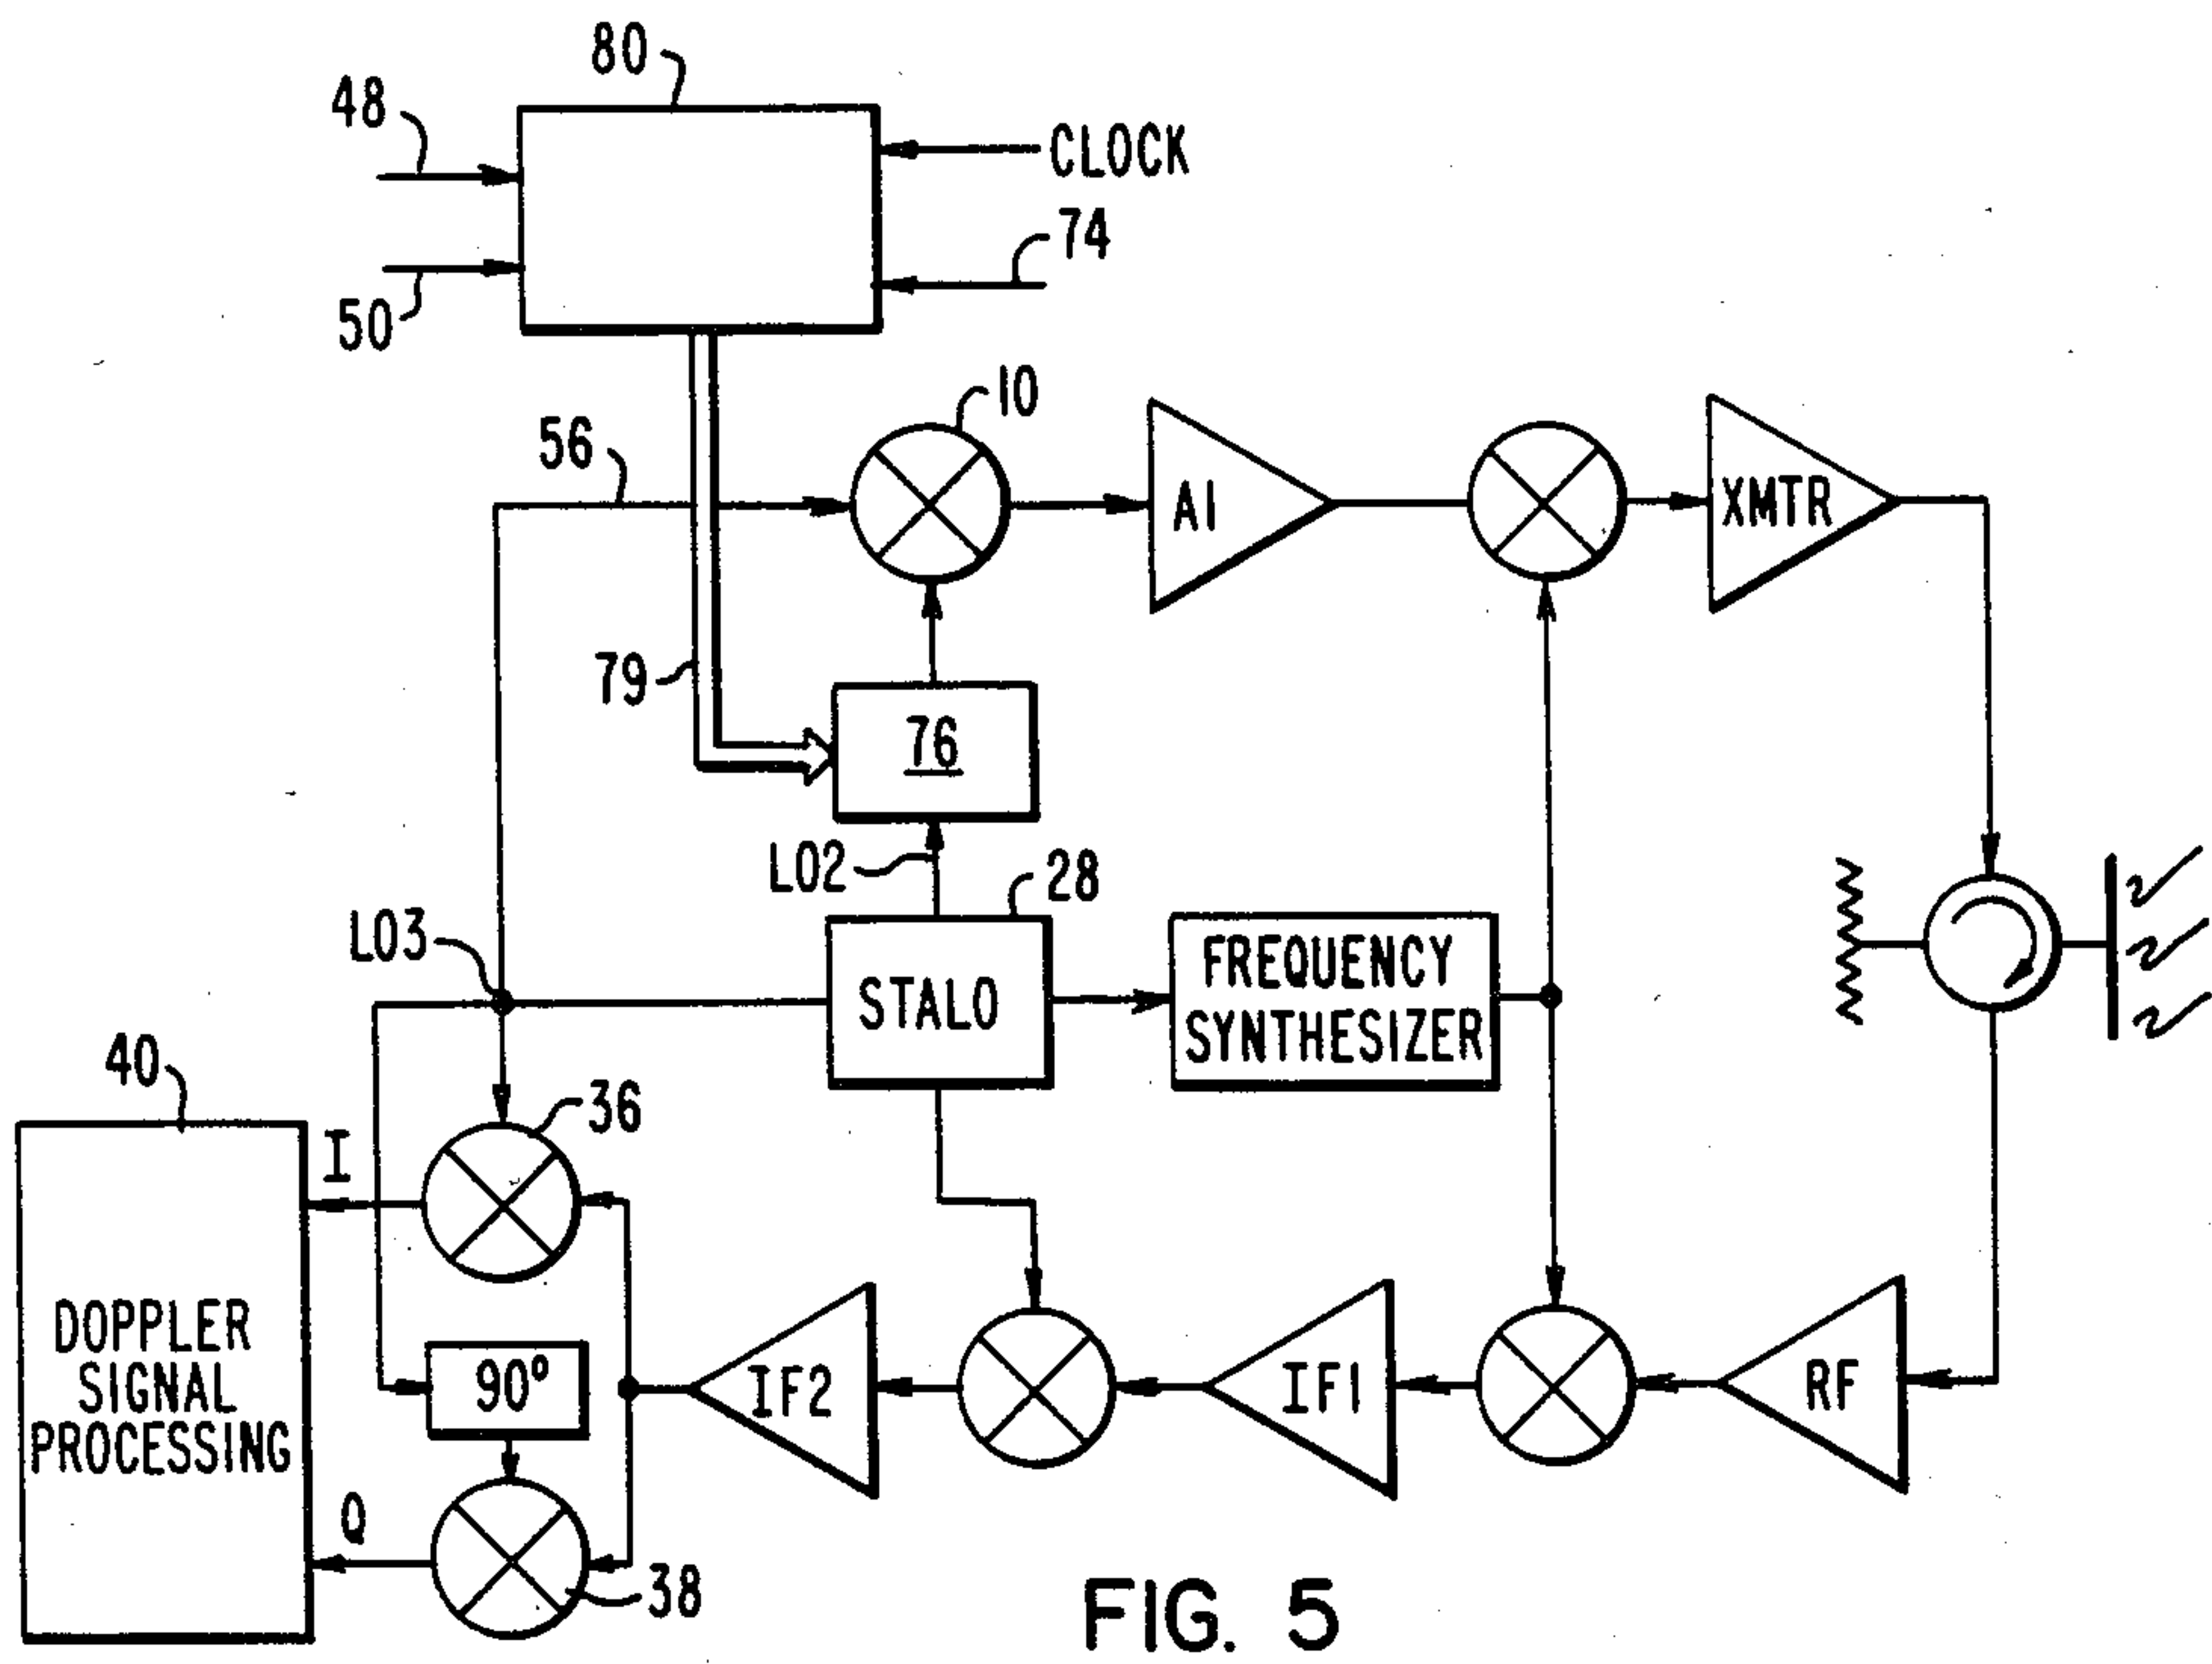 80
48
CLOCK
74
50
10
56
A1
XMTR
79
76
LO2
28
LO3
STALO
FREQUENCY
SYNTHESIZER
40
36
I
DOPPLER
SIGNAL
PROCESSING
90°
IF2
IF1
RF
Q
38
FIG. 5